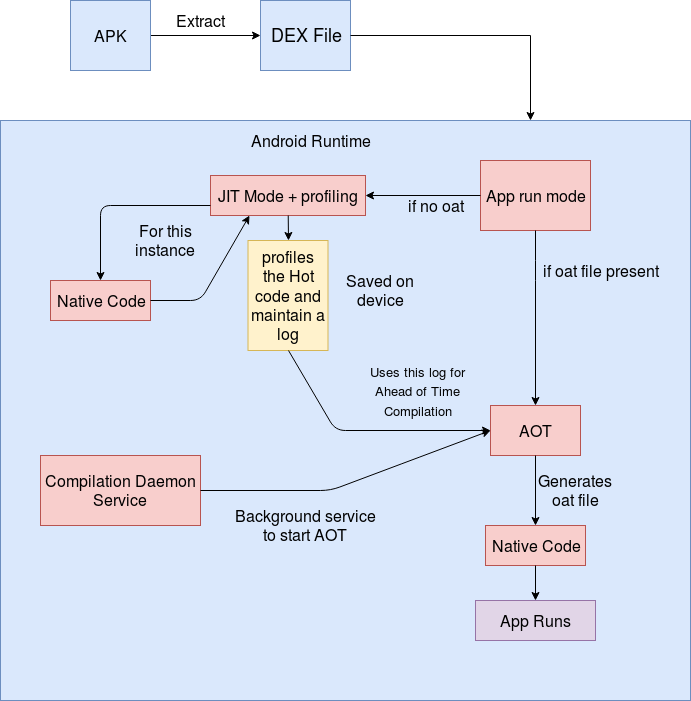 APK
Extract
DEX File
Android Runtime
JIT Mode + profiling
if no oat
App run mode
For this
instance
Native Code
profiles
the Hot
code and
maintain a
log
Saved on
device
if oat file present
Uses this log for
Ahead of Time
Compilation
AOT
Compilation Daemon
Service
Background service
to start AOT
Generates
oat file
Native Code
App Runs